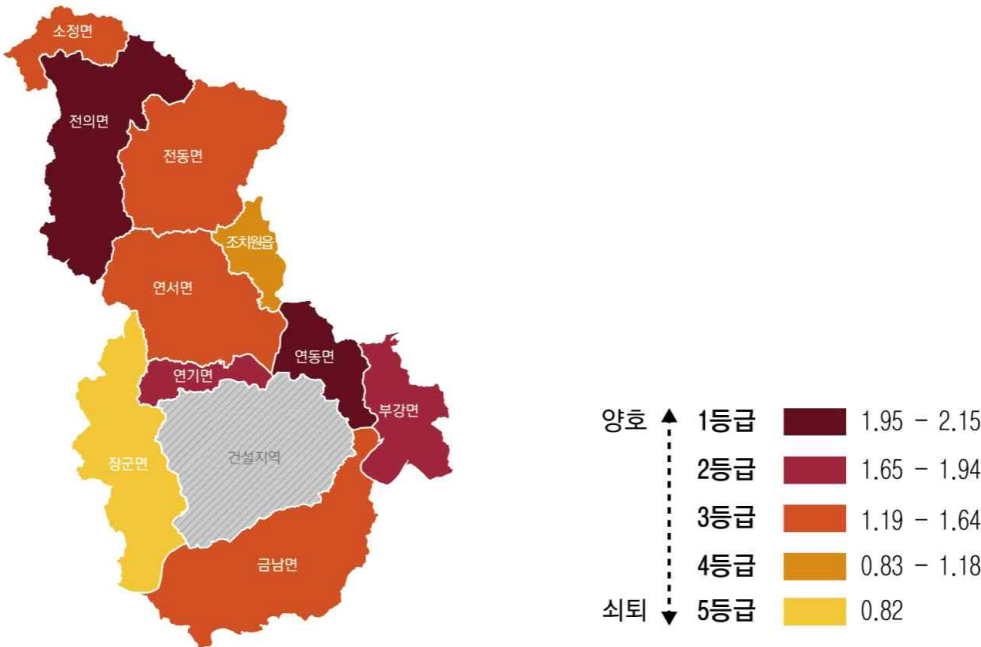 소정면
전의면
전동면
조치원읍
연서면
연동면
연기면
부강면
건설지역
장군면
금남면
양호 1등급 1.95 - 2.15
2등급 1.65 - 1.94
3등급 1.19 - 1.64
4등급 0.83 - 1.18
쇠퇴 5등급 0.82